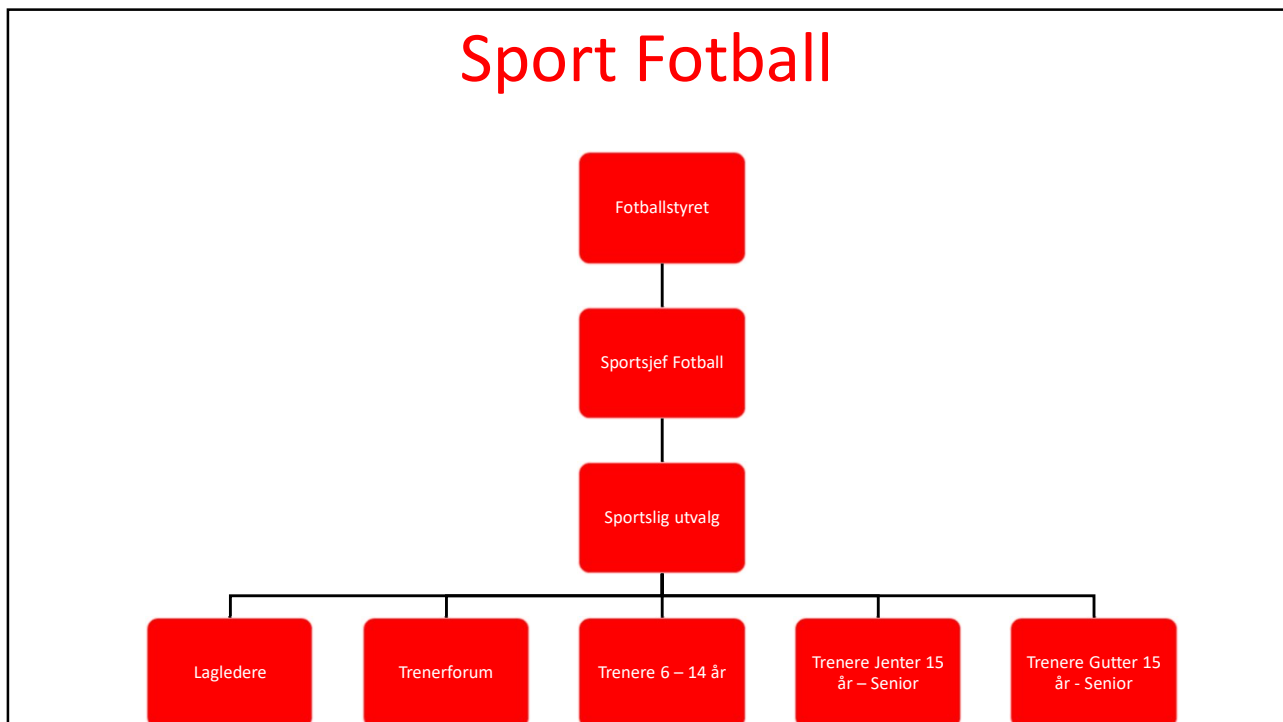 Sport Fotball
Fotballstyret
Sportsjef Fotball
Sportslig utvalg
Lagledere
Trenerforum
Trenere 6 – 14 år
Trenere Jenter 15
år – Senior
Trenere Gutter 15
år - Senior